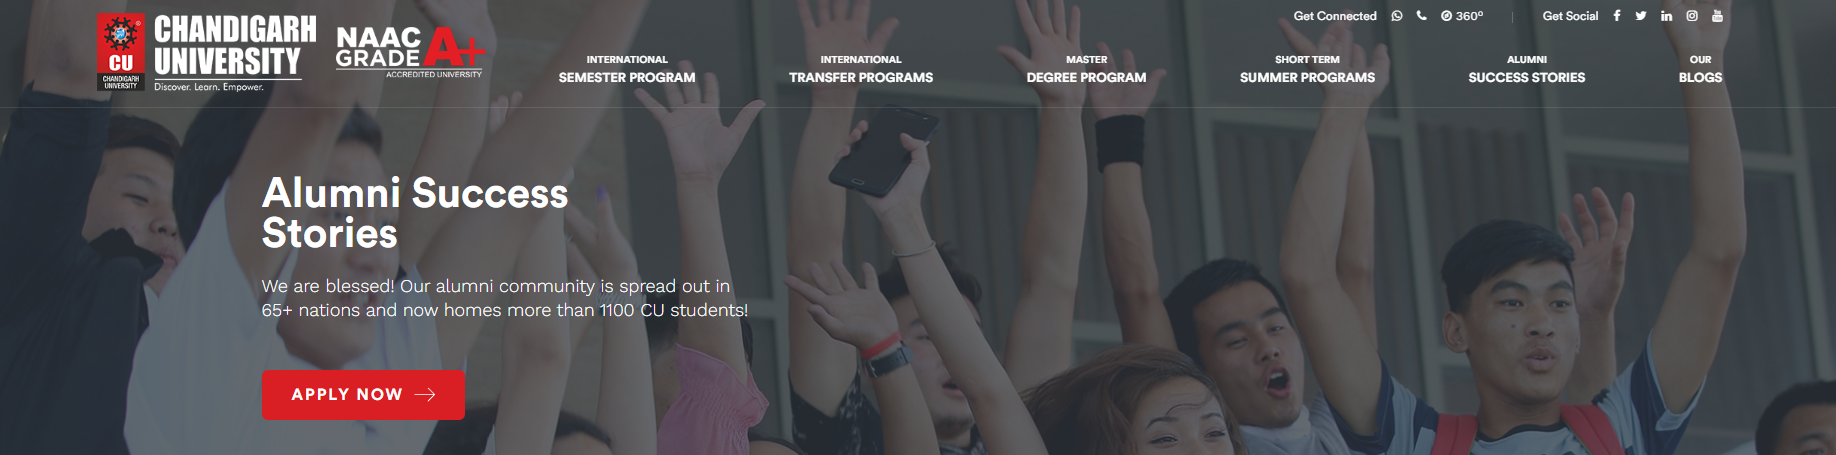 Get Connected 360°
Get Social
CHANDIGARH
UNIVERSITY
Discover. Learn. Empower.
CU
CHANDIGARH
UNIVERSITY
NAAC
GRADE A+
ACCREDITED UNIVERSITY
INTERNATIONAL
SEMESTER PROGRAM
INTERNATIONAL
TRANSFER PROGRAMS
MASTER
DEGREE PROGRAM
SHORT TERM
SUMMER PROGRAMS
ALUMNI
SUCCESS STORIES
OUR
BLOGS
Alumni Success
Stories
We are blessed! Our alumni community is spread out in
65+ nations and now homes more than 1100 CU students!
APPLY NOW